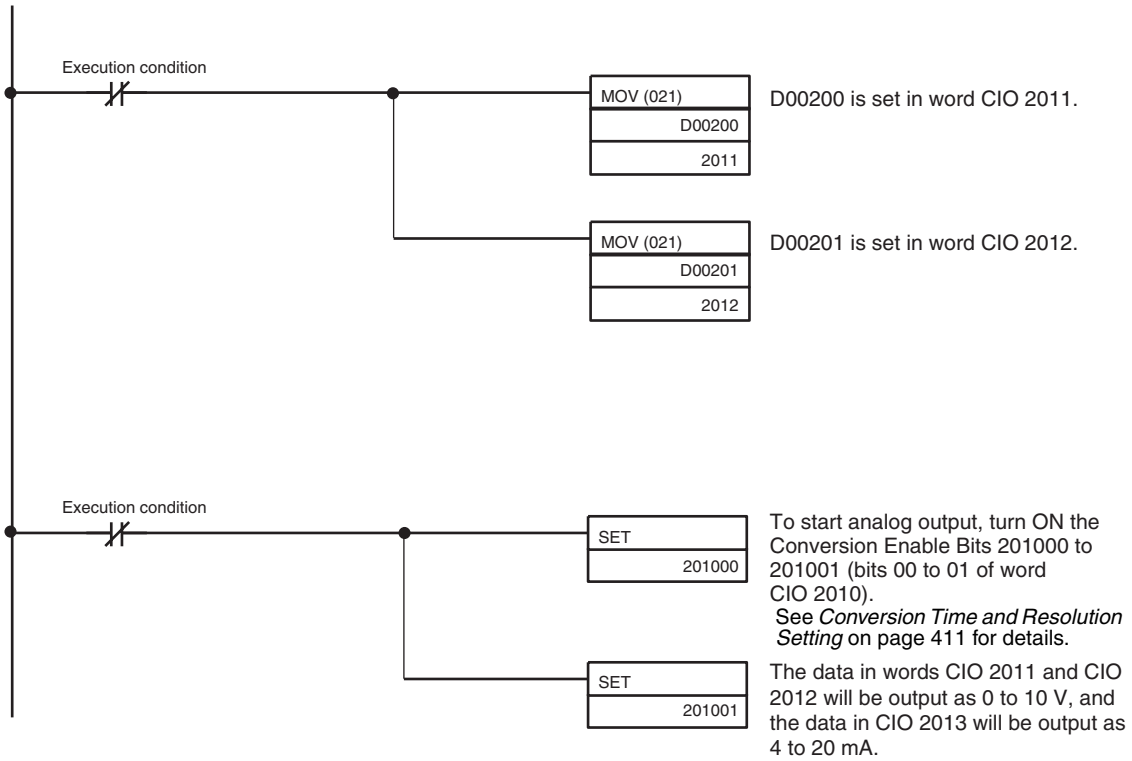 Execution condition
MOV (021)
D00200
2011
D00200 is set in word CIO 2011.
MOV (021)
D00201
2012
D00201 is set in word CIO 2012.
Execution condition
SET
201000
To start analog output, turn ON the
Conversion Enable Bits 201000 to
201001 (bits 00 to 01 of word
CIO 2010).
See Conversion Time and Resolution
Setting on page 411 for details.
SET
201001
The data in words CIO 2011 and CIO
2012 will be output as 0 to 10 V, and
the data in CIO 2013 will be output as
4 to 20 mA.